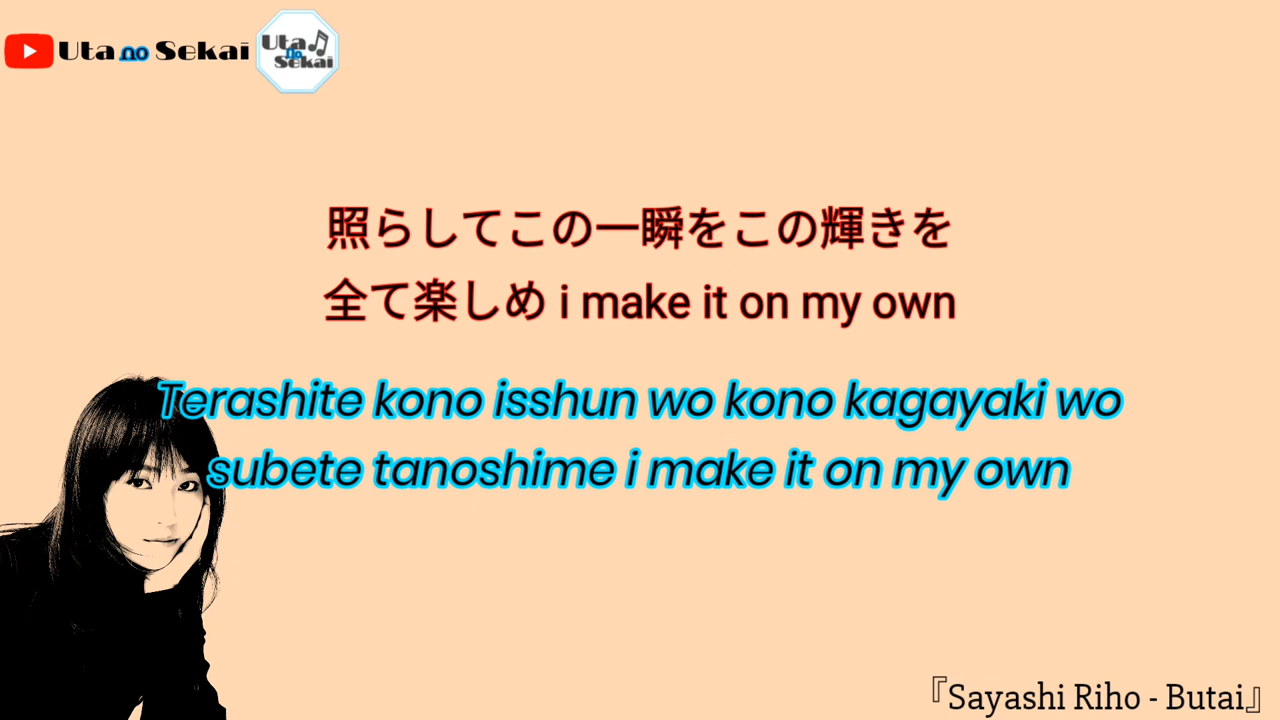 Uta no Sekai
Uta
no
Sekai
照らしてこの一瞬をこの輝きを
全て楽しめ i make it on my own
Terashite kono isshun wo kono kagayaki wo
subete tanoshime i make it on my own
『Sayashi Riho - Butai』